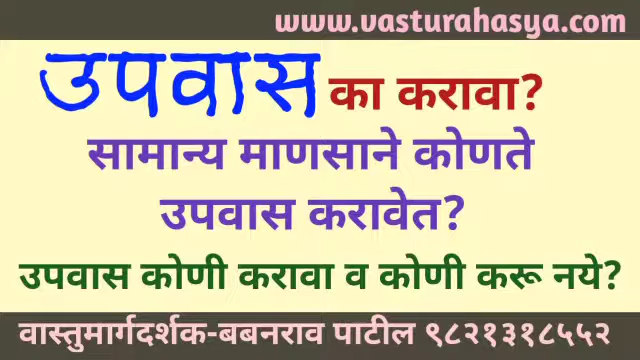 www.vasturahasya.com
उपवास का करावा?
सामान्य माणसाने कोणते
उपवास करावेत?
उपवास कोणी करावा व कोणी करू नये?
वास्तुमार्गदर्शक-बबनराव पाटील ९८२१३१८५५२